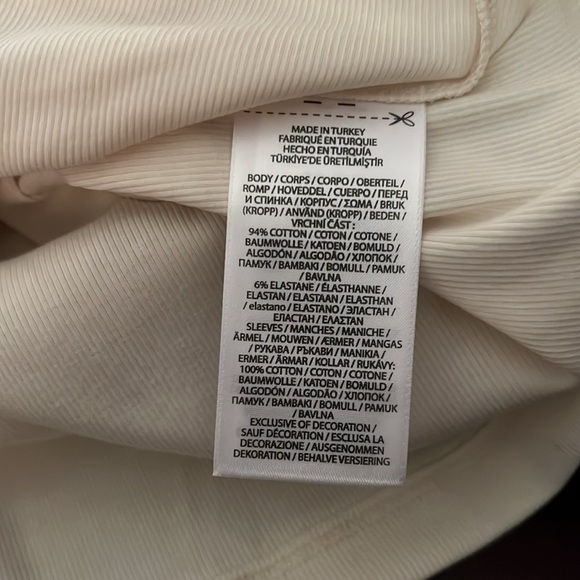 MADE IN TURKEY
FABRIQUÉ EN TURQUIE
HECHO EN TURQUÍA
TÜRKİYE'DE ÜRETİLMİŞTİR
BODY / CORPS / CORPO / OBERTEIL /
ROMP / HOVEDDEL / CUERPO / ПЕРЕД
И СПИНКА / КОРПУС / ΣΩΜΑ / BRUK
(KROPP) / ANVÄND (KROPP) / BEDEN /
VRCHNÍ ČÁST :
94% COTTON / COTON / COTONE /
BAUMWOLLE / KATOEN / BOMULD /
ALGODÓN / ALGODÃO / ХЛОПОК /
ПАМУК / BAMBAKI / BOMULL / PAMUK
/ BAVLNA
6% ELASTANE / ÉLASTHANNE /
ELASTAN / ELASTAAN / ELASTHAN
/ elastano / ELASTANO / ЭЛАСТАН /
ЕЛАСТАН / ΕΛΑΣΤΑΝ
SLEEVES / MANCHES / MANICHE /
ÄRMEL / MOUWEN / ÆRMER / MANGAS
/ РУКАВА / РЪКАВИ / MANIKIA /
ERMER / ÄRMAR / KOLLAR / RUKÁVY:
100% COTTON / COTON / COTONE /
BAUMWOLLE / KATOEN / BOMULD /
ALGODÓN / ALGODÃO / ХЛОПОК /
ПАМУК / BAMBAKI / BOMULL / PAMUK
/ BAVLNA
EXCLUSIVE OF DECORATION /
SAUF DÉCORATION / ESCLUSA LA
DECORAZIONE / AUSGENOMMEN
DEKORATION / BEHALVE VERSIERING